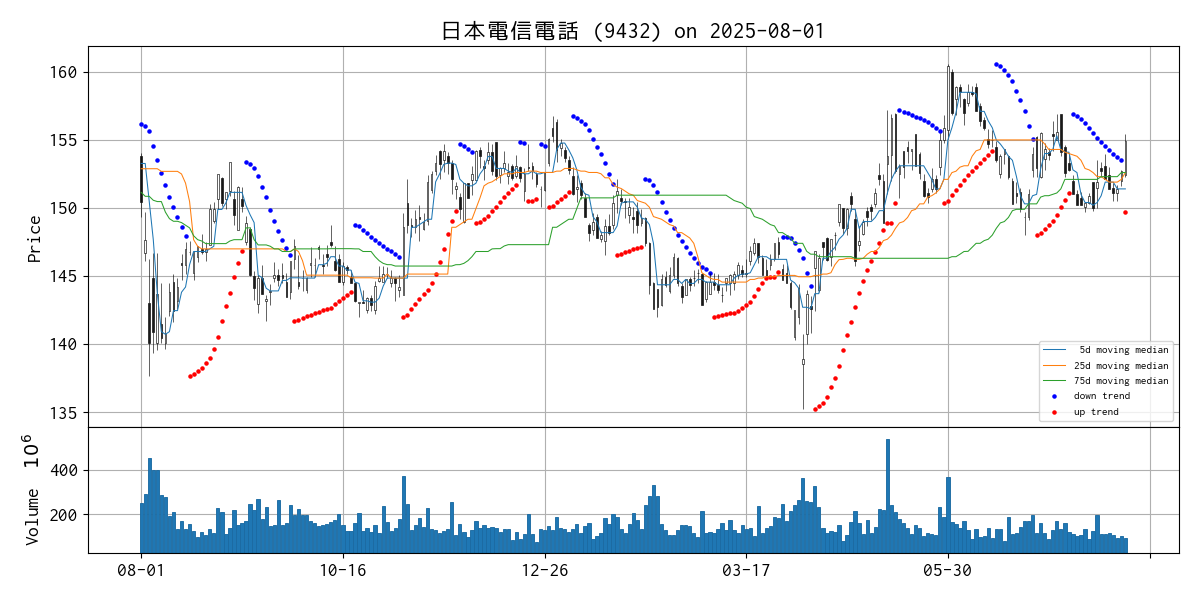 日本電信電話 (9432) on 2025-08-01
Price
160
155
150
145
140
135
5d moving median
25d moving median
75d moving median
down trend
up trend
Volume 10^6
400
200
08-01 10-16 12-26 03-17 05-30